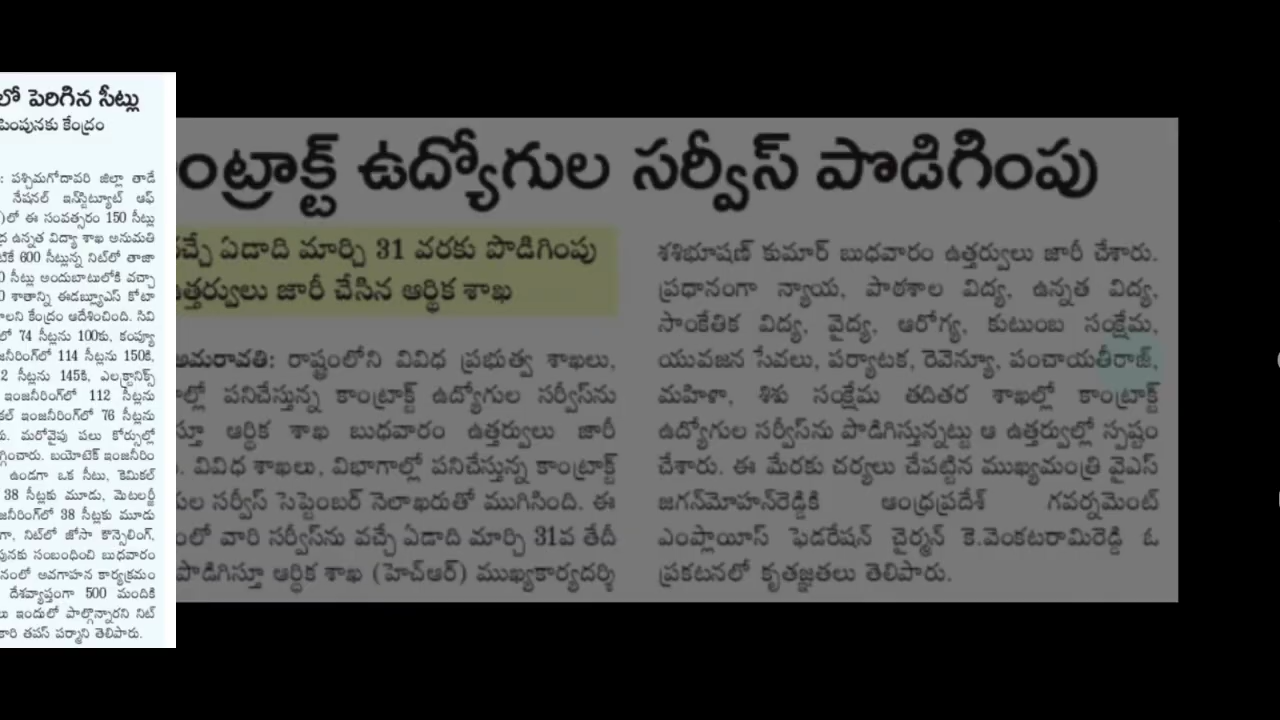 లో పెరిగిన సీట్లు
పింపునకు కేంద్రం
: పశ్చిమగోదావరి జిల్లా తాడే
నేషనల్ ఇన్‌స్టిట్యూట్ ఆఫ్
)లో ఈ సంవత్సరం 150 సీట్లు
ద్ర ఉన్నత విద్యా శాఖ అనుమతి
టికే 600 సీట్లున్న నిట్‌లో తాజా
0 సీట్లు అందుబాటులోకి వచ్చా
0 శాతాన్ని ఈడబ్ల్యూఎస్ కోటా
ాలని కేంద్రం ఆదేశించింది. సివి
లో 74 సీట్లను 100కు, కంప్యూ
జనీరింగ్‌లో 114 సీట్లను 150కి,
2 సీట్లను 145కి, ఎలక్ట్రానిక్స్
ఇంజనీరింగ్‌లో 112 సీట్లను
కల్ ఇంజనీరింగ్‌లో 76 సీట్లను
రు. మరోవైపు పలు కోర్సుల్లో
గ్గించారు. బయోటెక్ ఇంజనీరిం
ఉండగా ఒక సీటు, కెమికల్
38 సీట్లకు మూడు, మెటలర్జీ
జనీరింగ్‌లో 38 సీట్లకు మూడు
గా, నిట్‌లో జోసా కౌన్సెలింగ్,
పునకు సంబంధించి బుధవారం
నంలో అవగాహన కార్యక్రమం
దేశవ్యాప్తంగా 500 మందికి
లు ఇందులో పాల్గొన్నారని నిట్
కారి తపస్ పర్మాని తెలిపారు.
ంట్రాక్ట్ ఉద్యోగుల సర్వీస్ పొడిగింపు
వచ్చే ఏడాది మార్చి 31 వరకు పొడిగింపు
ఉత్తర్వులు జారీ చేసిన ఆర్థిక శాఖ
అమరావతి: రాష్ట్రంలోని వివిధ ప్రభుత్వ శాఖలు,
ాల్లో పనిచేస్తున్న కాంట్రాక్ట్ ఉద్యోగుల సర్వీస్‌ను
స్తూ ఆర్థిక శాఖ బుధవారం ఉత్తర్వులు జారీ
. వివిధ శాఖలు, విభాగాల్లో పనిచేస్తున్న కాంట్రాక్ట్
ుల సర్వీస్ సెప్టెంబర్ నెలాఖరుతో ముగిసింది. ఈ
ంలో వారి సర్వీస్‌ను వచ్చే ఏడాది మార్చి 31వ తేదీ
పొడిగిస్తూ ఆర్థిక శాఖ (హెచ్ఆర్) ముఖ్యకార్యదర్శి
శశిభూషణ్ కుమార్ బుధవారం ఉత్తర్వులు జారీ చేశారు.
ప్రధానంగా న్యాయ, పాఠశాల విద్య, ఉన్నత విద్య,
సాంకేతిక విద్య, వైద్య, ఆరోగ్య, కుటుంబ సంక్షేమ,
యువజన సేవలు, పర్యాటక, రెవెన్యూ, పంచాయతీరాజ్,
మహిళా, శిశు సంక్షేమ తదితర శాఖల్లో కాంట్రాక్ట్
ఉద్యోగుల సర్వీస్‌ను పొడిగిస్తున్నట్టు ఆ ఉత్తర్వుల్లో స్పష్టం
చేశారు. ఈ మేరకు చర్యలు చేపట్టిన ముఖ్యమంత్రి వైఎస్
జగన్‌మోహన్‌రెడ్డికి ఆంధ్రప్రదేశ్ గవర్నమెంట్
ఎంప్లాయీస్ ఫెడరేషన్ చైర్మన్ కె.వెంకటరామిరెడ్డి ఓ
ప్రకటనలో కృతజ్ఞతలు తెలిపారు.